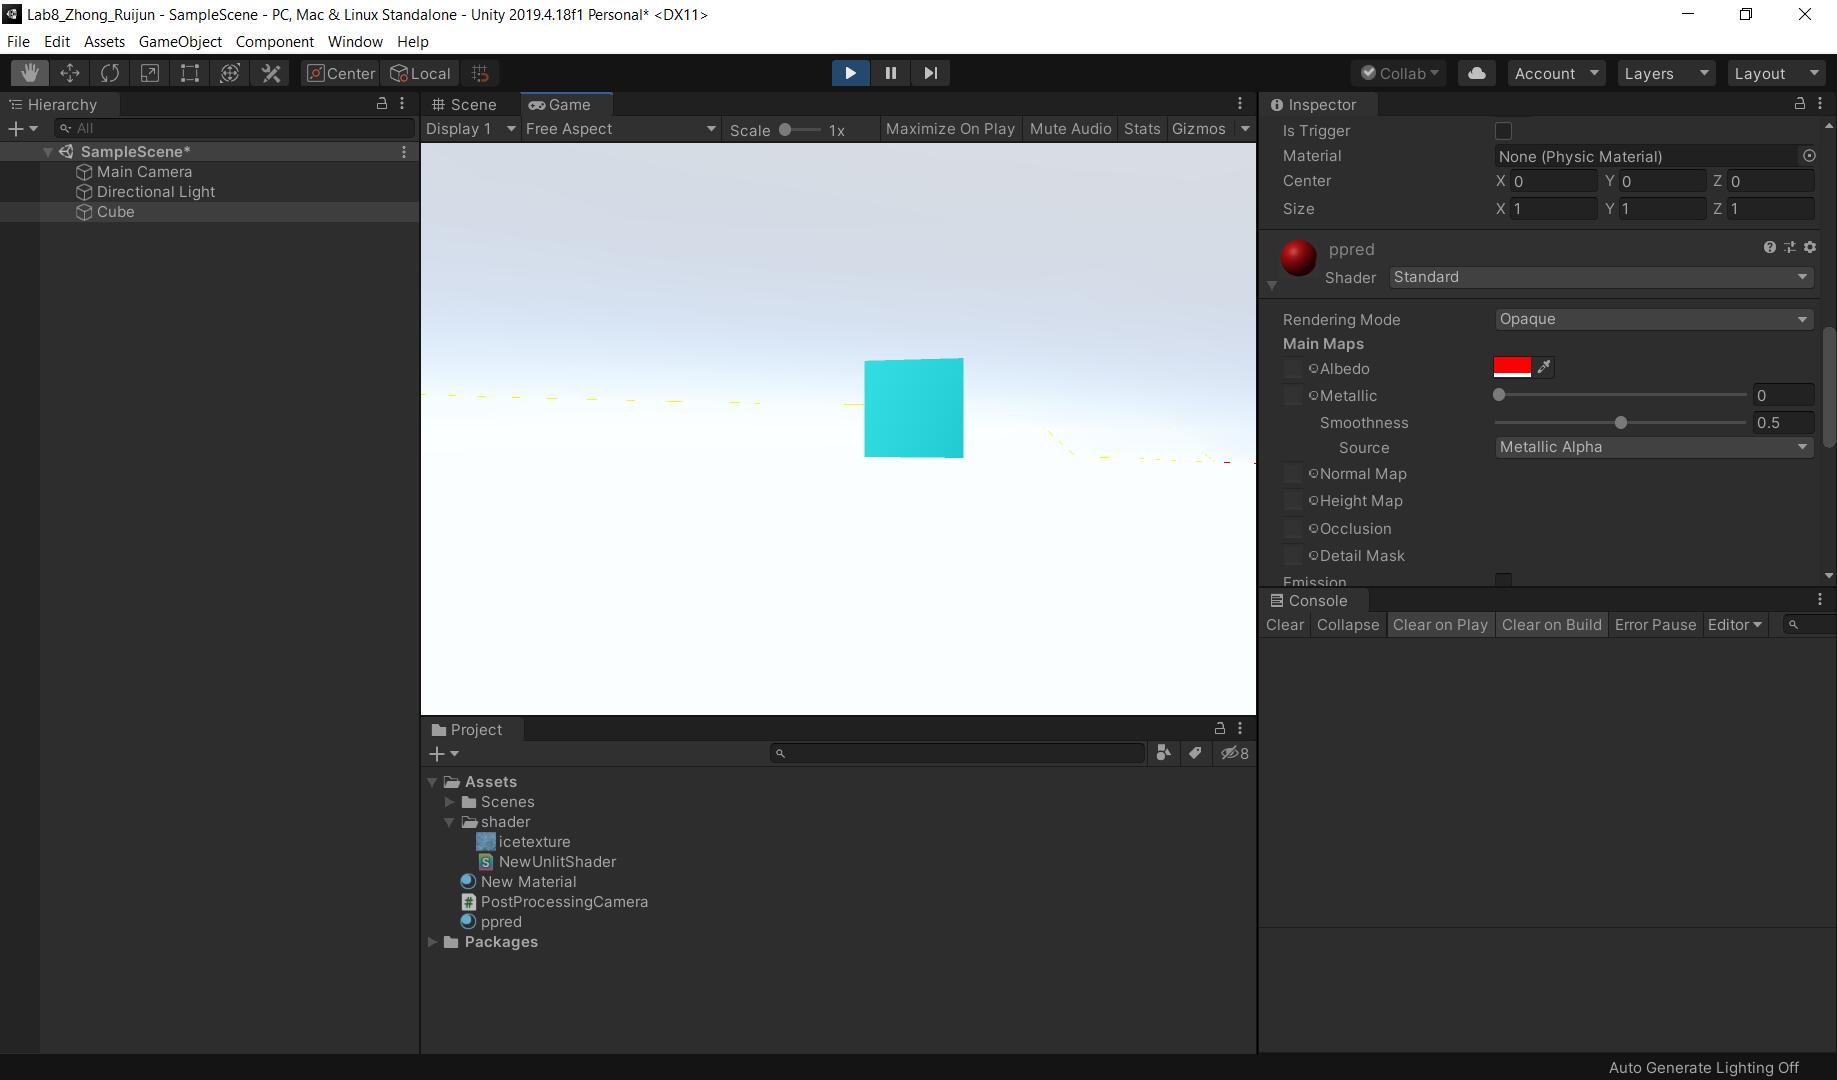 Lab8_Zhong_Ruijun - SampleScene - PC, Mac & Linux Standalone - Unity 2019.4.18f1 Personal* <DX11>
File Edit Assets GameObject Component Window Help
Center Local Collab Account Layers Layout
Hierarchy
All
SampleScene*
Main Camera
Directional Light
Cube
Scene Game
Display 1 Free Aspect Scale 1x Maximize On Play Mute Audio Stats Gizmos
Project
8
Assets
Scenes
shader
icetexture
NewUnlitShader
New Material
PostProcessingCamera
ppred
Packages
Inspector
Is Trigger
Material None (Physic Material)
Center X 0 Y 0 Z 0
Size X 1 Y 1 Z 1
ppred
Shader Standard
Rendering Mode Opaque
Main Maps
Albedo
Metallic 0
Smoothness 0.5
Source Metallic Alpha
Normal Map
Height Map
Occlusion
Detail Mask
Emission
Console
Clear Collapse Clear on Play Clear on Build Error Pause Editor
Auto Generate Lighting Off